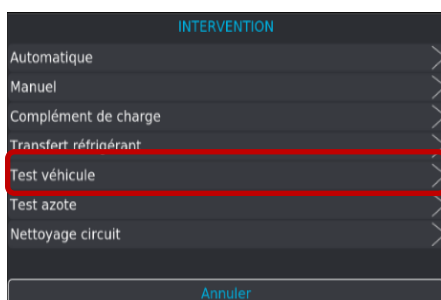 INTERVENTION
Automatique
Manuel
Complément de charge
Transfert réfrigérant
Test véhicule
Test azote
Nettoyage circuit
Annuler